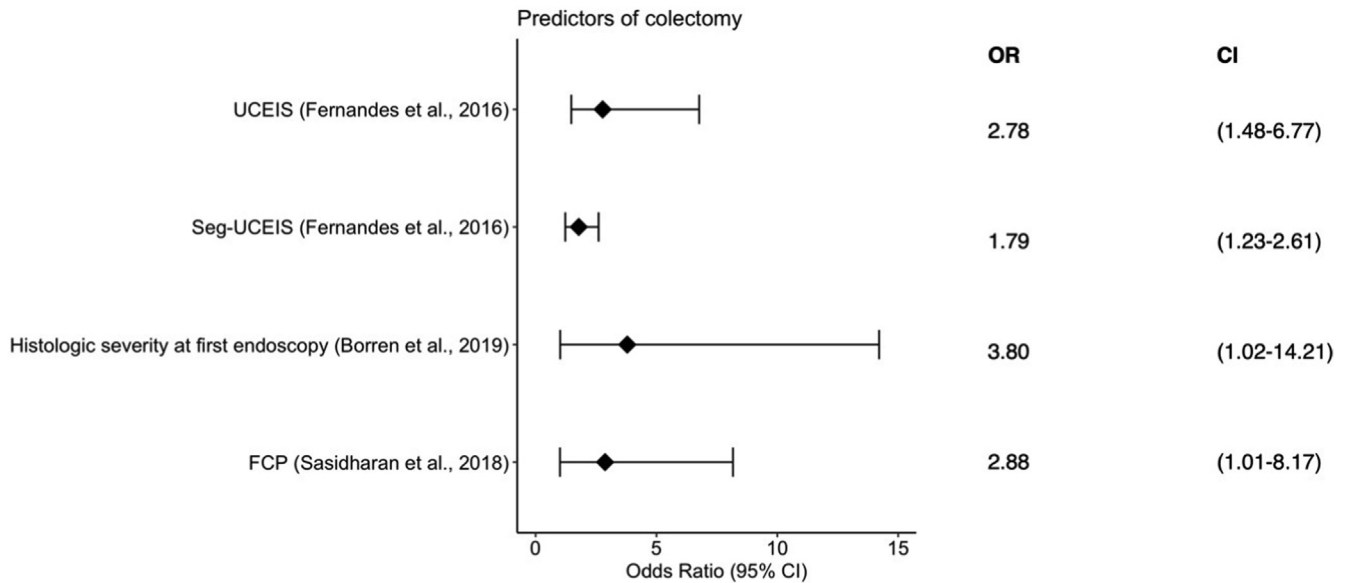 Predictors of colectomy
OR CI
UCEIS (Fernandes et al., 2016) 2.78 (1.48-6.77)
Seg-UCEIS (Fernandes et al., 2016) 1.79 (1.23-2.61)
Histologic severity at first endoscopy (Borren et al., 2019) 3.80 (1.02-14.21)
FCP (Sasidharan et al., 2018) 2.88 (1.01-8.17)
0 5 10 15
Odds Ratio (95% CI)